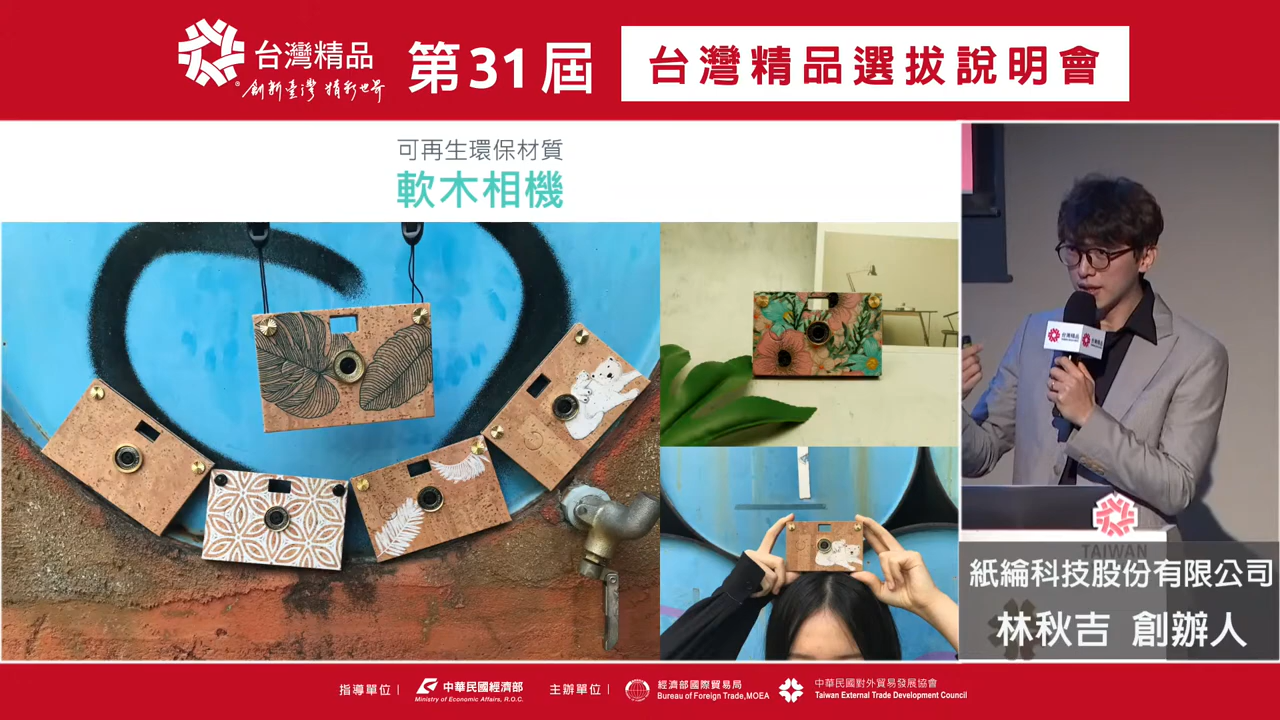 台灣精品
創新臺灣 精彩世界
第31屆
台灣精品選拔說明會
可再生環保材質
軟木相機
台灣精品
TAIWAN
紙綸科技股份有限公司
林秋吉 創辦人
指導單位
中華民國經濟部
Ministry of Economic Affairs, R.O.C.
主辦單位
經濟部國際貿易局
Bureau of Foreign Trade,MOEA
中華民國對外貿易發展協會
Taiwan External Trade Development Council